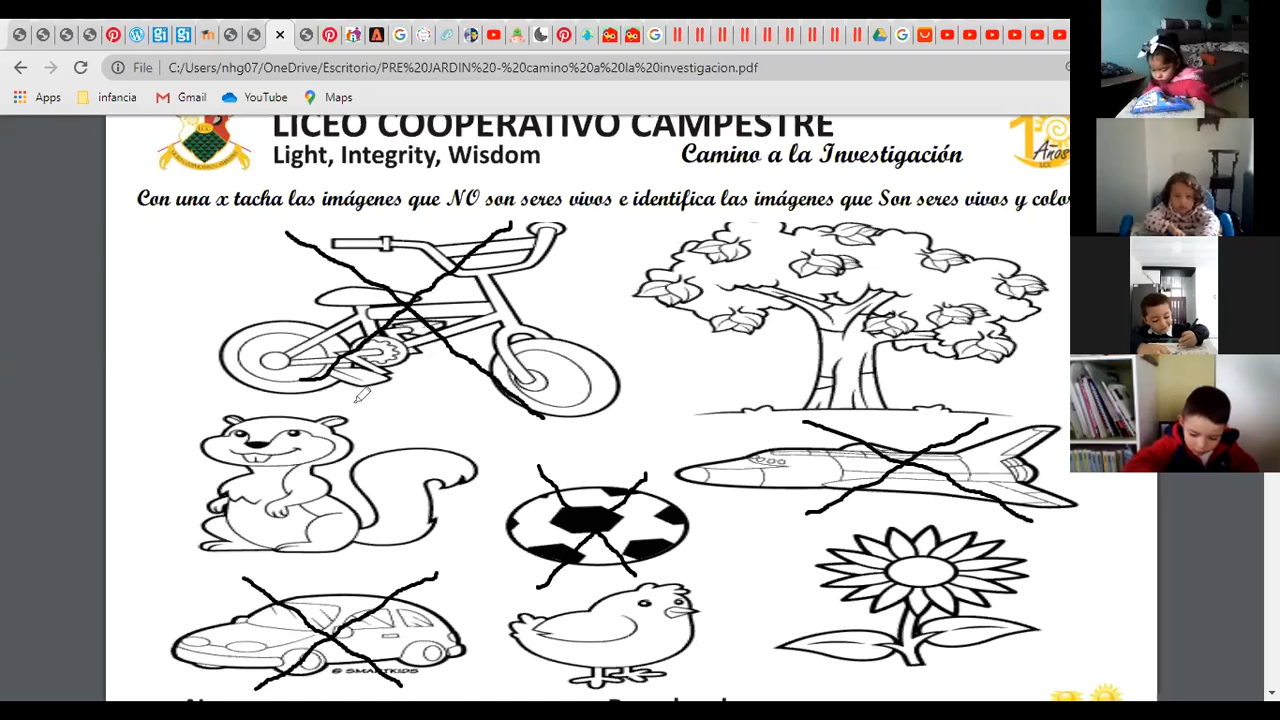 File
C:/Users/nhg07/OneDrive/Escritorio/PRE%20JARDIN%20-%20camino%20a%20la%20investigacion.pdf
Apps infancia Gmail YouTube Maps
LICEO COOPERATIVO CAMPESTRE
Light, Integrity, Wisdom Camino a la Investigación
Años
Con una x tacha las imágenes que NO son seres vivos e identifica las imágenes que Son seres vivos y color
© SMARTKIDS